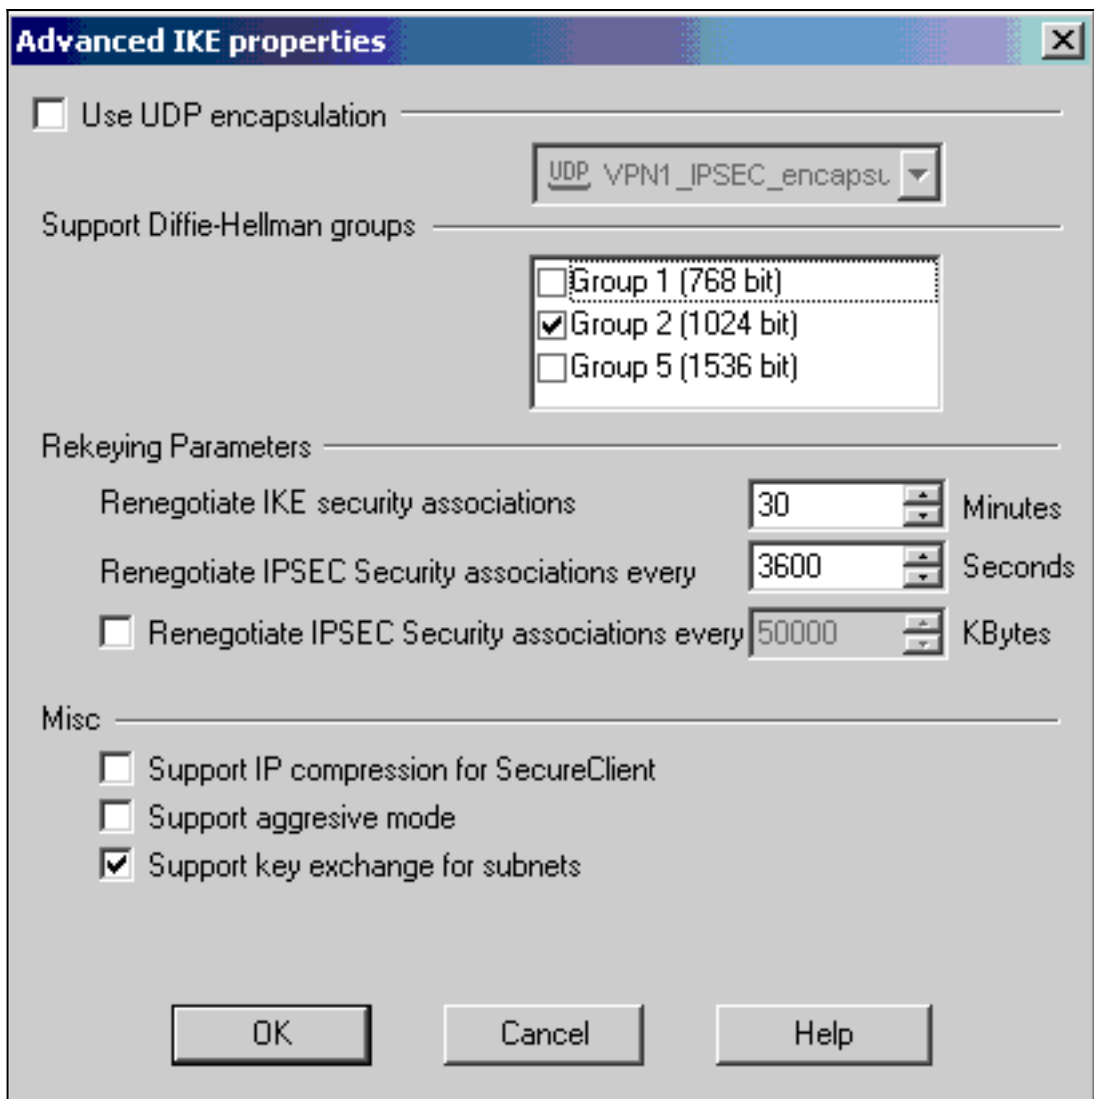 Advanced IKE properties
Use UDP encapsulation
UDP VPN1_IPSEC_encapsu
Support Diffie-Hellman groups
Group 1 (768 bit)
Group 2 (1024 bit)
Group 5 (1536 bit)
Rekeying Parameters
Renegotiate IKE security associations 30 Minutes
Renegotiate IPSEC Security associations every 3600 Seconds
Renegotiate IPSEC Security associations every 50000 KBytes
Misc
Support IP compression for SecureClient
Support aggresive mode
Support key exchange for subnets
OK Cancel Help